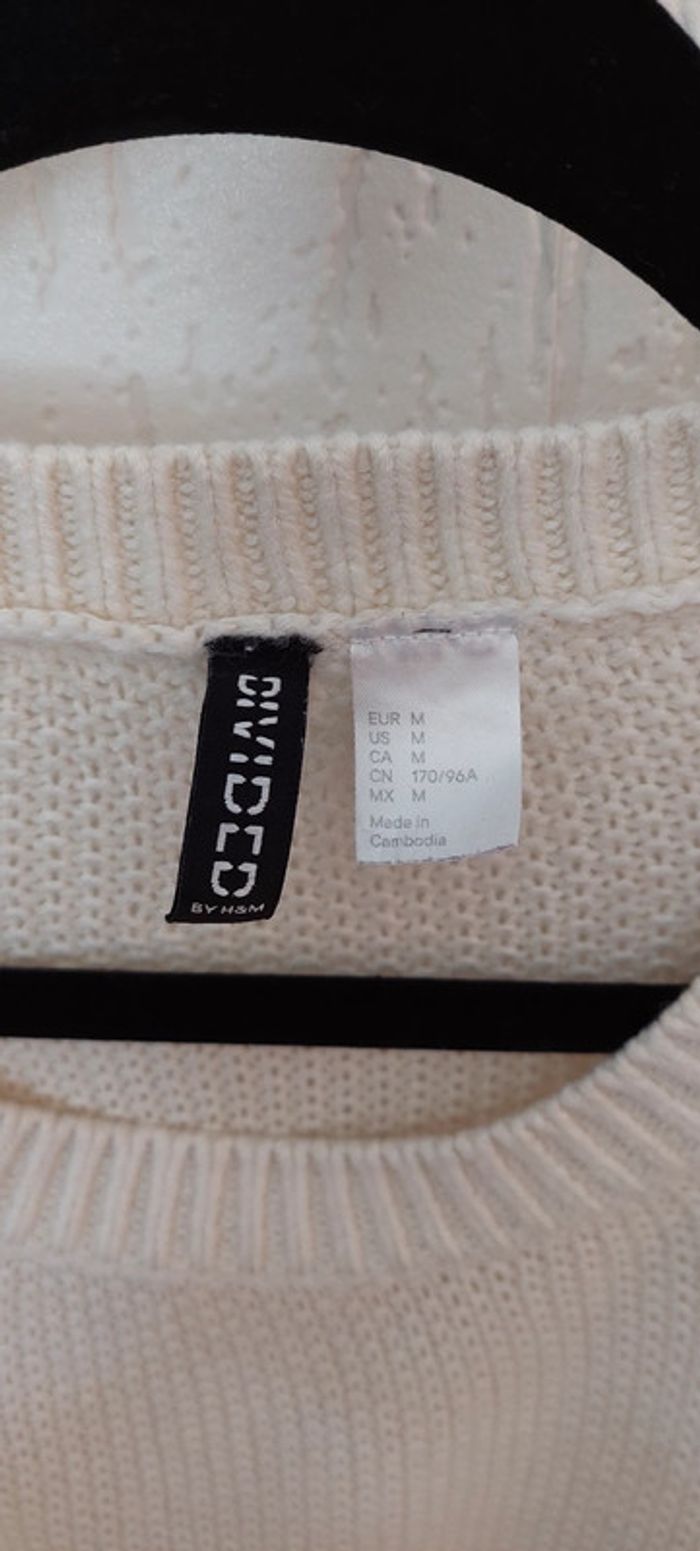 DIVIDED
BY H&M
EUR M
US M
CA M
CN 170/96A
MX M
Made in
Cambodia